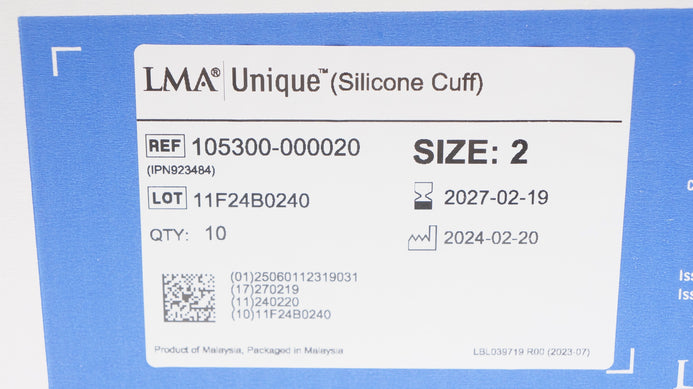 LMA® Unique™ (Silicone Cuff)
REF 105300-000020
(IPN923484)
SIZE: 2
LOT 11F24B0240
2027-02-19
QTY: 10
2024-02-20
(01)25060112319031
(17)270219
(11)240220
(10)11F24B0240
Product of Malaysia, Packaged in Malaysia
LBL039719 R00 (2023-07)